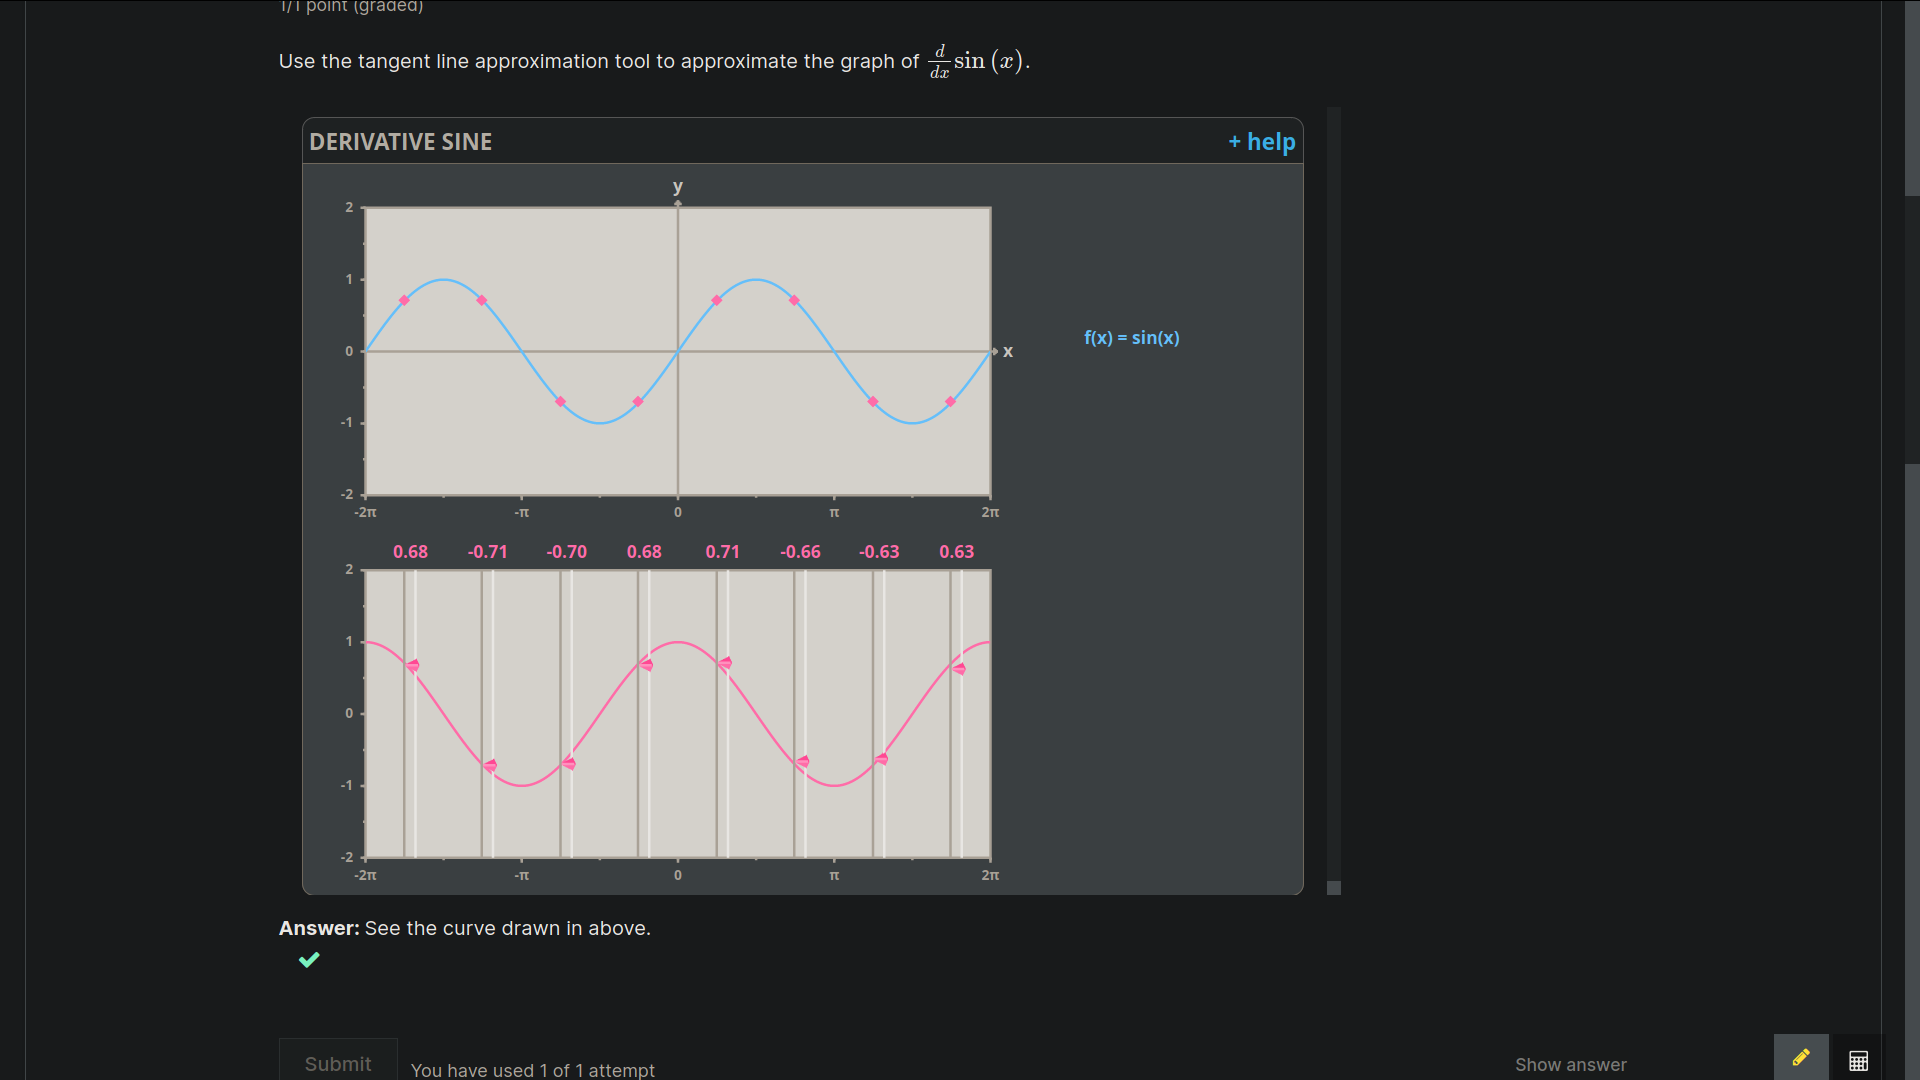 1/1 point (graded)
Use the tangent line approximation tool to approximate the graph of d/dx sin (x).
DERIVATIVE SINE + help
y
2
1
0
-1
-2
x
-2π -π 0 π 2π
f(x) = sin(x)
0.68 -0.71 -0.70 0.68 0.71 -0.66 -0.63 0.63
2
1
0
-1
-2
-2π -π 0 π 2π
Answer: See the curve drawn in above.
Submit You have used 1 of 1 attempt Show answer